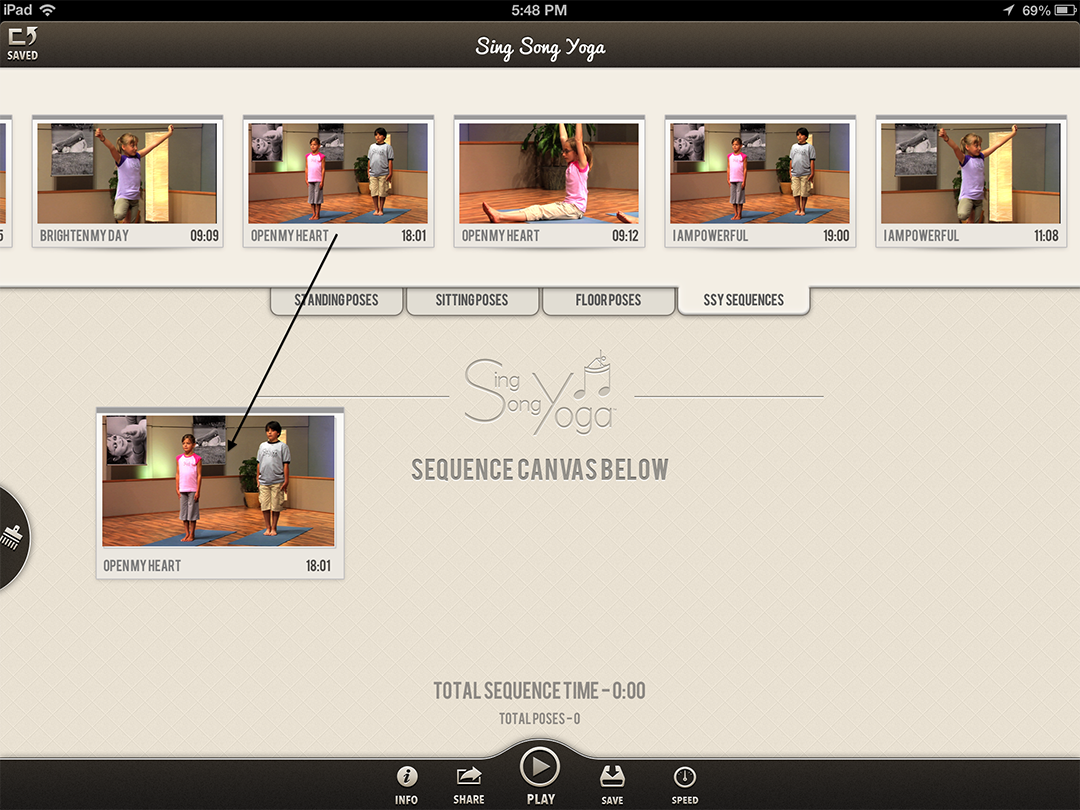 iPad 5:48 PM 69%
SAVED
Sing Song Yoga
5 BRIGHTEN MY DAY 09:09 OPEN MY HEART 18:01 OPEN MY HEART 09:12 I AM POWERFUL 19:00 I AM POWERFUL 11:08
STANDING POSES SITTING POSES FLOOR POSES SSY SEQUENCES
Sing
Song Yoga
SEQUENCE CANVAS BELOW
OPEN MY HEART 18:01
TOTAL SEQUENCE TIME - 0:00
TOTAL POSES - 0
INFO SHARE PLAY SAVE SPEED